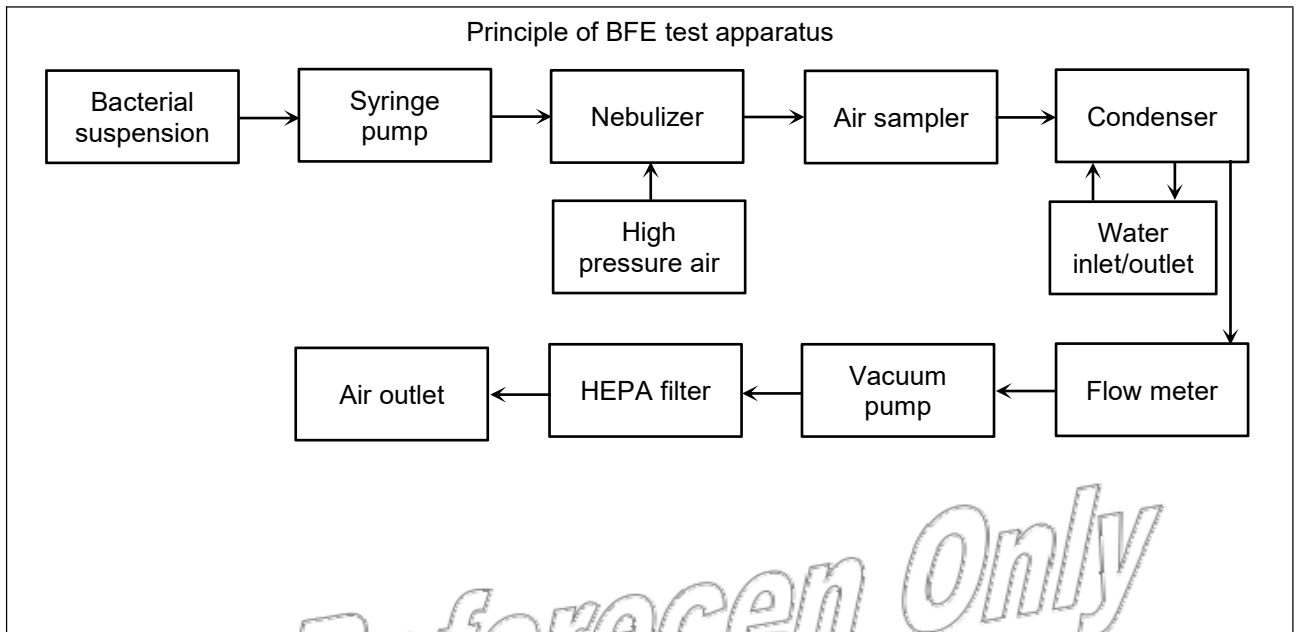 Principle of BFE test apparatus
Bacterial
suspension
Syringe
pump
Nebulizer
Air sampler
Condenser
High
pressure air
Water
inlet/outlet
Air outlet
HEPA filter
Vacuum
pump
Flow meter
Only